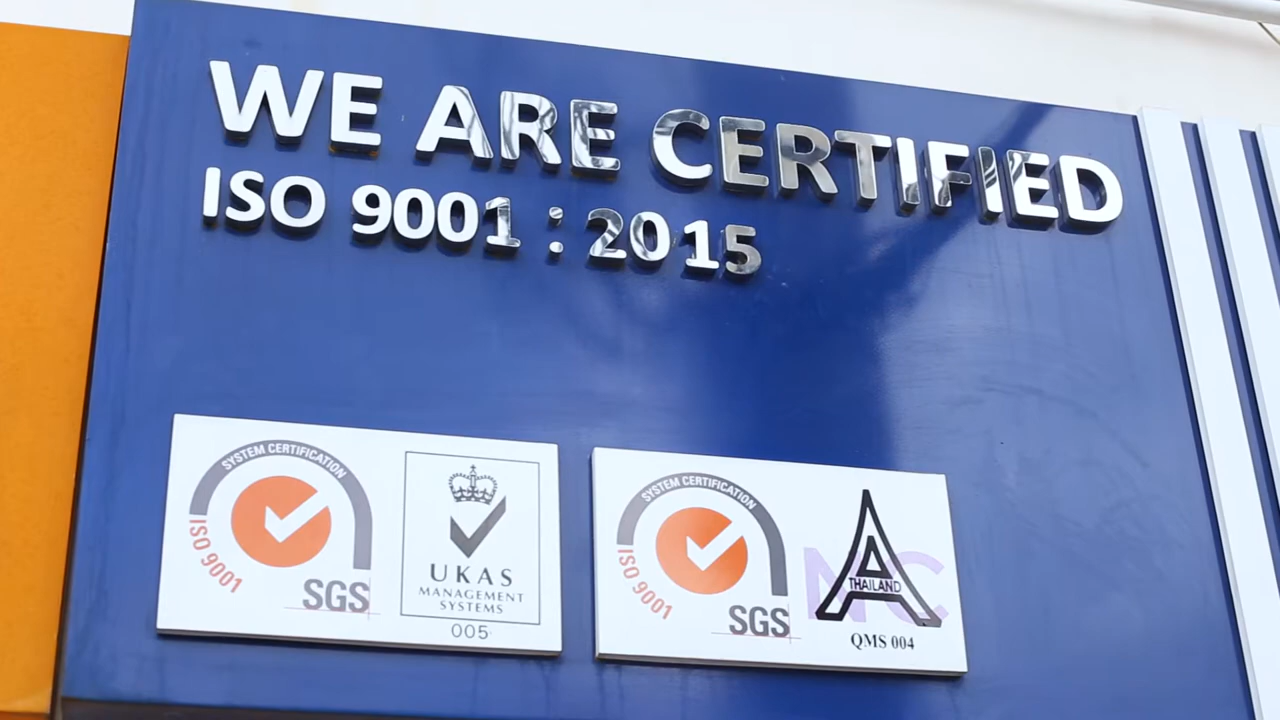 WE ARE CERTIFIED
ISO 9001 : 2015
SYSTEM CERTIFICATION
ISO 9001
SGS
UKAS
MANAGEMENT
SYSTEMS
005
SYSTEM CERTIFICATION
ISO 9001
SGS
NAC
THAILAND
QMS 004